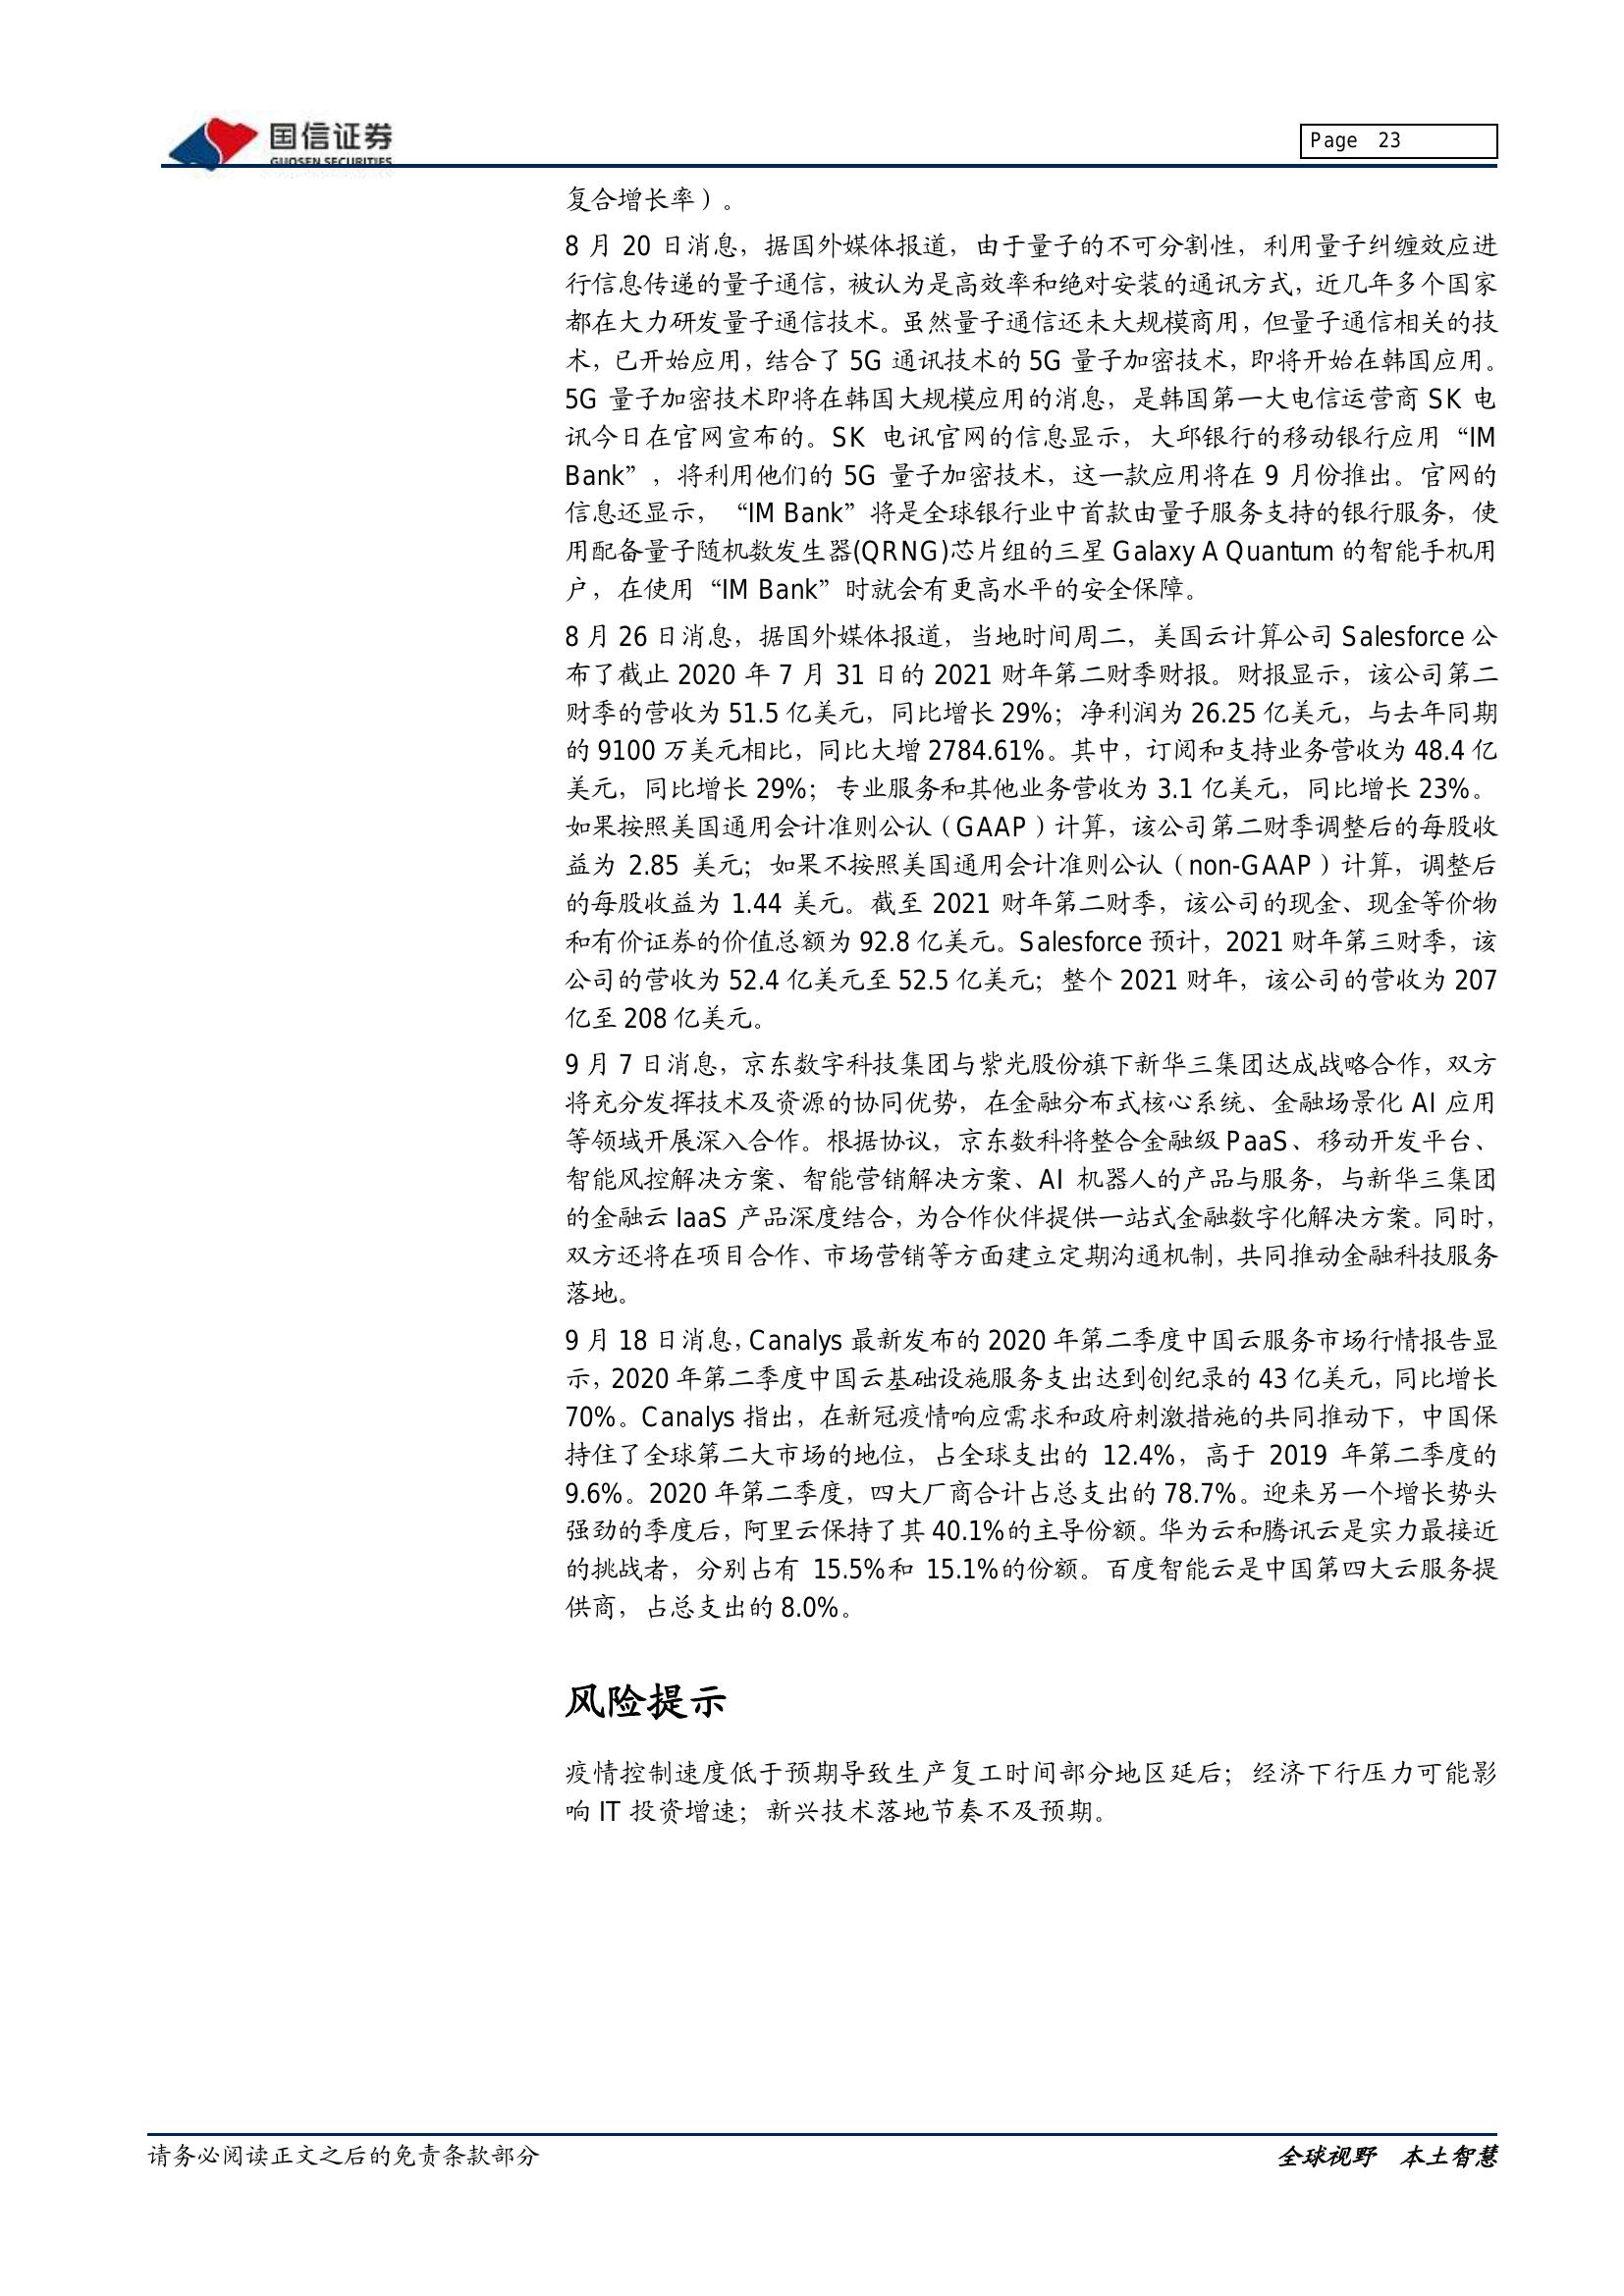 国信证券
GUOSEN SECURITIES
Page 23
复合增长率）。
8 月 20 日消息，据国外媒体报道，由于量子的不可分割性，利用量子纠缠效应进
行信息传递的量子通信，被认为是高效率和绝对安装的通讯方式，近几年多个国家
都在大力研发量子通信技术。虽然量子通信还未大规模商用，但量子通信相关的技
术，已开始应用，结合了 5G 通讯技术的 5G 量子加密技术，即将开始在韩国应用。
5G 量子加密技术即将在韩国大规模应用的消息，是韩国第一大电信运营商 SK 电
讯今日在官网宣布的。SK 电讯官网的信息显示，大邱银行的移动银行应用“IM
Bank”，将利用他们的 5G 量子加密技术，这一款应用将在 9 月份推出。官网的
信息还显示，“IM Bank”将是全球银行业中首款由量子服务支持的银行服务，使
用配备量子随机数发生器(QRNG)芯片组的三星 Galaxy A Quantum 的智能手机用
户，在使用“IM Bank”时就会有更高水平的安全保障。
8 月 26 日消息，据国外媒体报道，当地时间周二，美国云计算公司 Salesforce 公
布了截止 2020 年 7 月 31 日的 2021 财年第二财季财报。财报显示，该公司第二
财季的营收为 51.5 亿美元，同比增长 29%；净利润为 26.25 亿美元，与去年同期
的 9100 万美元相比，同比大增 2784.61%。其中，订阅和支持业务营收为 48.4 亿
美元，同比增长 29%；专业服务和其他业务营收为 3.1 亿美元，同比增长 23%。
如果按照美国通用会计准则公认（GAAP）计算，该公司第二财季调整后的每股收
益为 2.85 美元；如果不按照美国通用会计准则公认（non-GAAP）计算，调整后
的每股收益为 1.44 美元。截至 2021 财年第二财季，该公司的现金、现金等价物
和有价证券的价值总额为 92.8 亿美元。Salesforce 预计，2021 财年第三财季，该
公司的营收为 52.4 亿美元至 52.5 亿美元；整个 2021 财年，该公司的营收为 207
亿至 208 亿美元。
9 月 7 日消息，京东数字科技集团与紫光股份旗下新华三集团达成战略合作，双方
将充分发挥技术及资源的协同优势，在金融分布式核心系统、金融场景化 AI 应用
等领域开展深入合作。根据协议，京东数科将整合金融级 PaaS、移动开发平台、
智能风控解决方案、智能营销解决方案、AI 机器人的产品与服务，与新华三集团
的金融云 IaaS 产品深度结合，为合作伙伴提供一站式金融数字化解决方案。同时，
双方还将在项目合作、市场营销等方面建立定期沟通机制，共同推动金融科技服务
落地。
9 月 18 日消息，Canalys 最新发布的 2020 年第二季度中国云服务市场行情报告显
示，2020 年第二季度中国云基础设施服务支出达到创纪录的 43 亿美元，同比增长
70%。Canalys 指出，在新冠疫情响应需求和政府刺激措施的共同推动下，中国保
持住了全球第二大市场的地位，占全球支出的 12.4%，高于 2019 年第二季度的
9.6%。2020 年第二季度，四大厂商合计占总支出的 78.7%。迎来另一个增长势头
强劲的季度后，阿里云保持了其 40.1%的主导份额。华为云和腾讯云是实力最接近
的挑战者，分别占有 15.5%和 15.1%的份额。百度智能云是中国第四大云服务提
供商，占总支出的 8.0%。
风险提示
疫情控制速度低于预期导致生产复工时间部分地区延后；经济下行压力可能影
响 IT 投资增速；新兴技术落地节奏不及预期。
请务必阅读正文之后的免责条款部分
全球视野 本土智慧